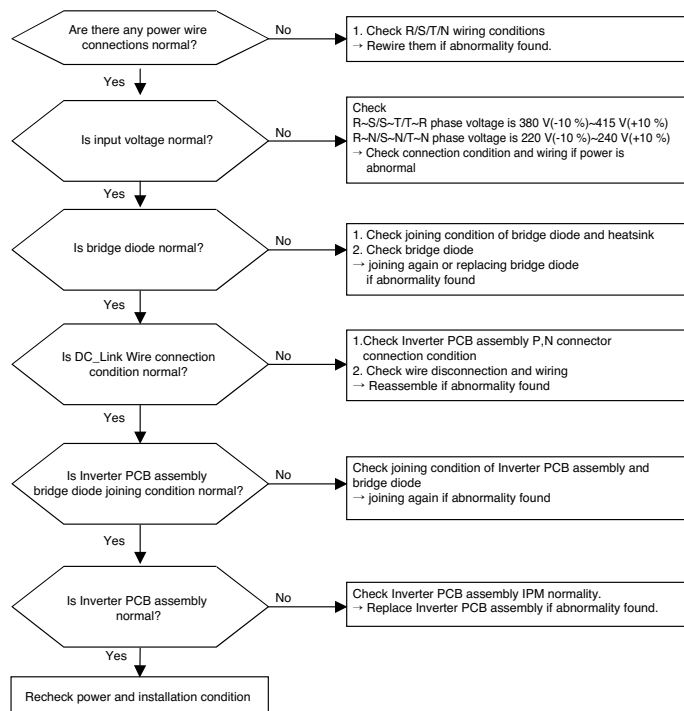 Are there any power wire
connections normal?
No
1. Check R/S/T/N wiring conditions
→ Rewire them if abnormality found.
Yes
Is input voltage normal?
No
Check
R~S/S~T/T~R phase voltage is 380 V(-10 %)~415 V(+10 %)
R~N/S~N/T~N phase voltage is 220 V(-10 %)~240 V(+10 %)
→ Check connection condition and wiring if power is
abnormal
Yes
Is bridge diode normal?
No
1. Check joining condition of bridge diode and heatsink
2. Check bridge diode
→ joining again or replacing bridge diode
if abnormality found
Yes
Is DC_Link Wire connection
condition normal?
No
1.Check Inverter PCB assembly P,N connector
connection condition
2. Check wire disconnection and wiring
→ Reassemble if abnormality found
Yes
Is Inverter PCB assembly
bridge diode joining condition normal?
No
Check joining condition of Inverter PCB assembly and
bridge diode
→ joining again if abnormality found
Yes
Is Inverter PCB assembly
normal?
No
Check Inverter PCB assembly IPM normality.
→ Replace Inverter PCB assembly if abnormality found.
Yes
Recheck power and installation condition